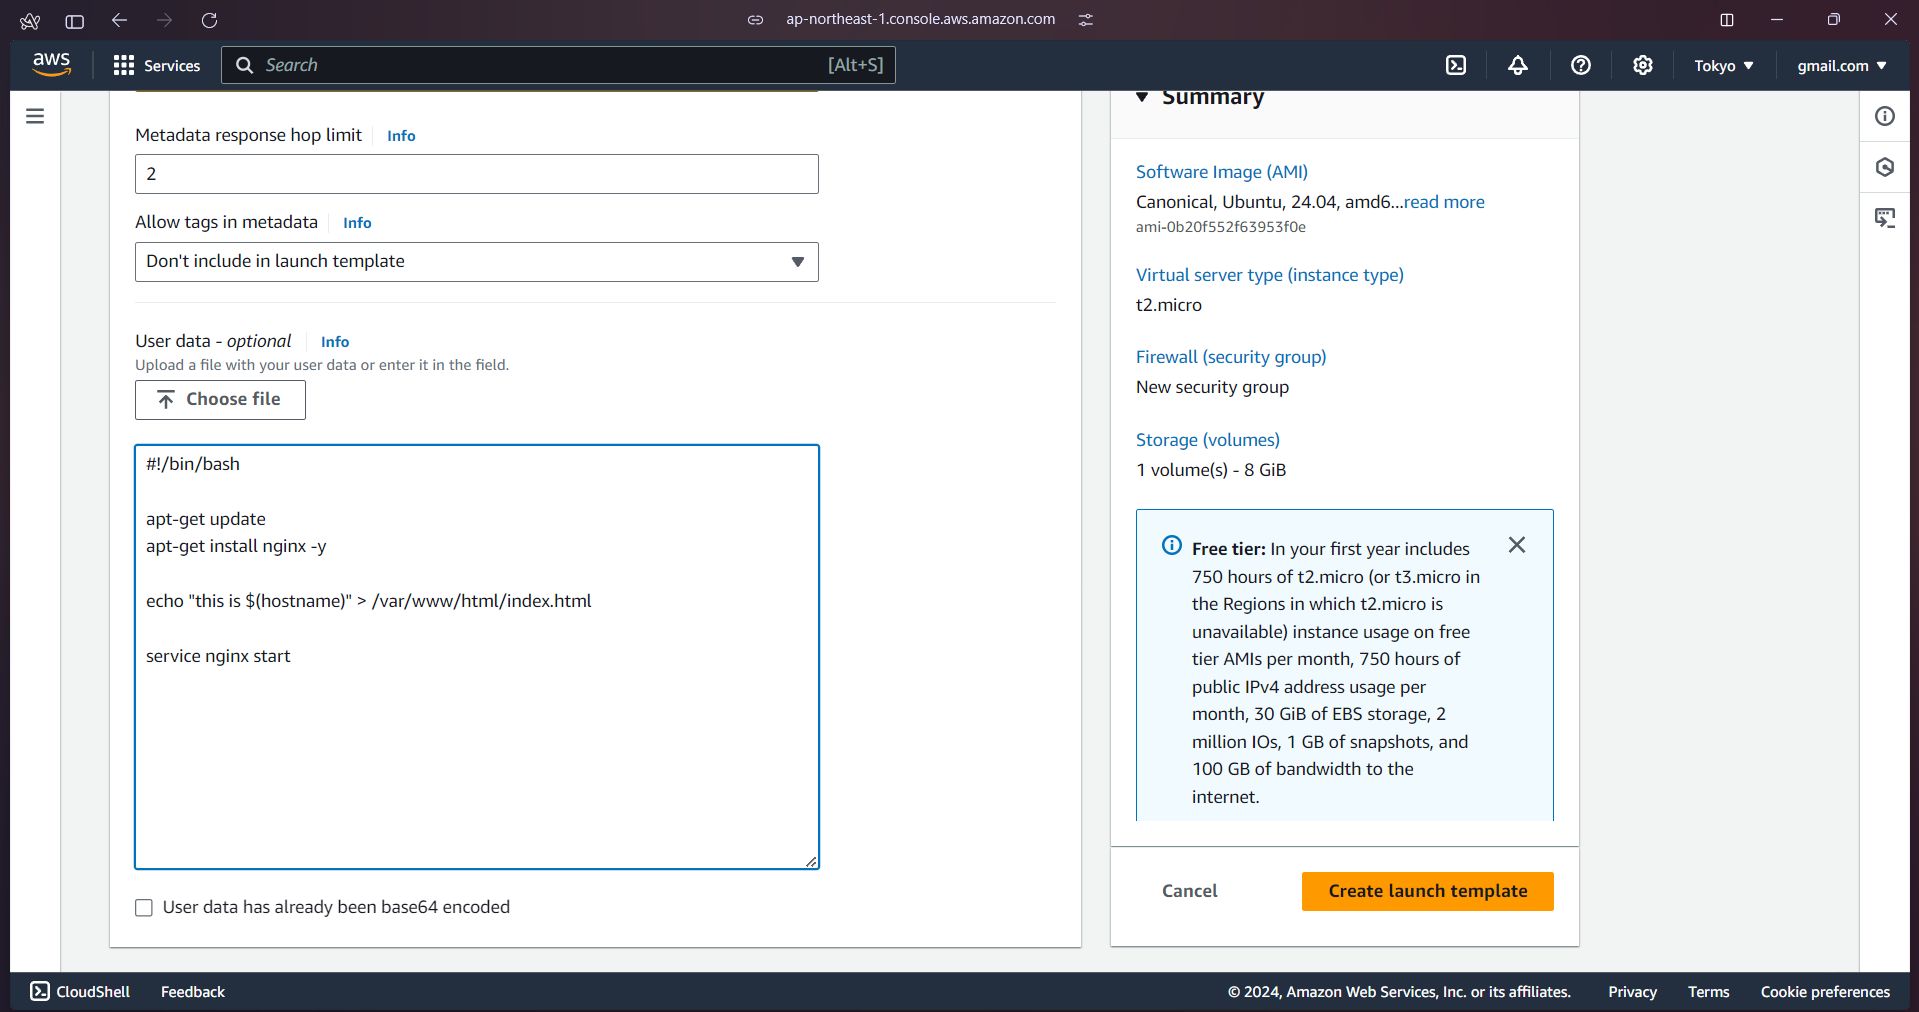 ap-northeast-1.console.aws.amazon.com
aws
Services
Search
[Alt+S]
Tokyo
gmail.com
Metadata response hop limit
Info
2
Allow tags in metadata
Info
Don't include in launch template
User data - optional
Info
Upload a file with your user data or enter it in the field.
Choose file
#!/bin/bash
apt-get update
apt-get install nginx -y
echo "this is $(hostname)" > /var/www/html/index.html
service nginx start
User data has already been base64 encoded
Summary
Software Image (AMI)
Canonical, Ubuntu, 24.04, amd6...read more
ami-0b20f552f63953f0e
Virtual server type (instance type)
t2.micro
Firewall (security group)
New security group
Storage (volumes)
1 volume(s) - 8 GiB
Free tier: In your first year includes
750 hours of t2.micro (or t3.micro in
the Regions in which t2.micro is
unavailable) instance usage on free
tier AMIs per month, 750 hours of
public IPv4 address usage per
month, 30 GiB of EBS storage, 2
million IOs, 1 GB of snapshots, and
100 GB of bandwidth to the
internet.
Cancel
Create launch template
CloudShell
Feedback
© 2024, Amazon Web Services, Inc. or its affiliates.
Privacy
Terms
Cookie preferences